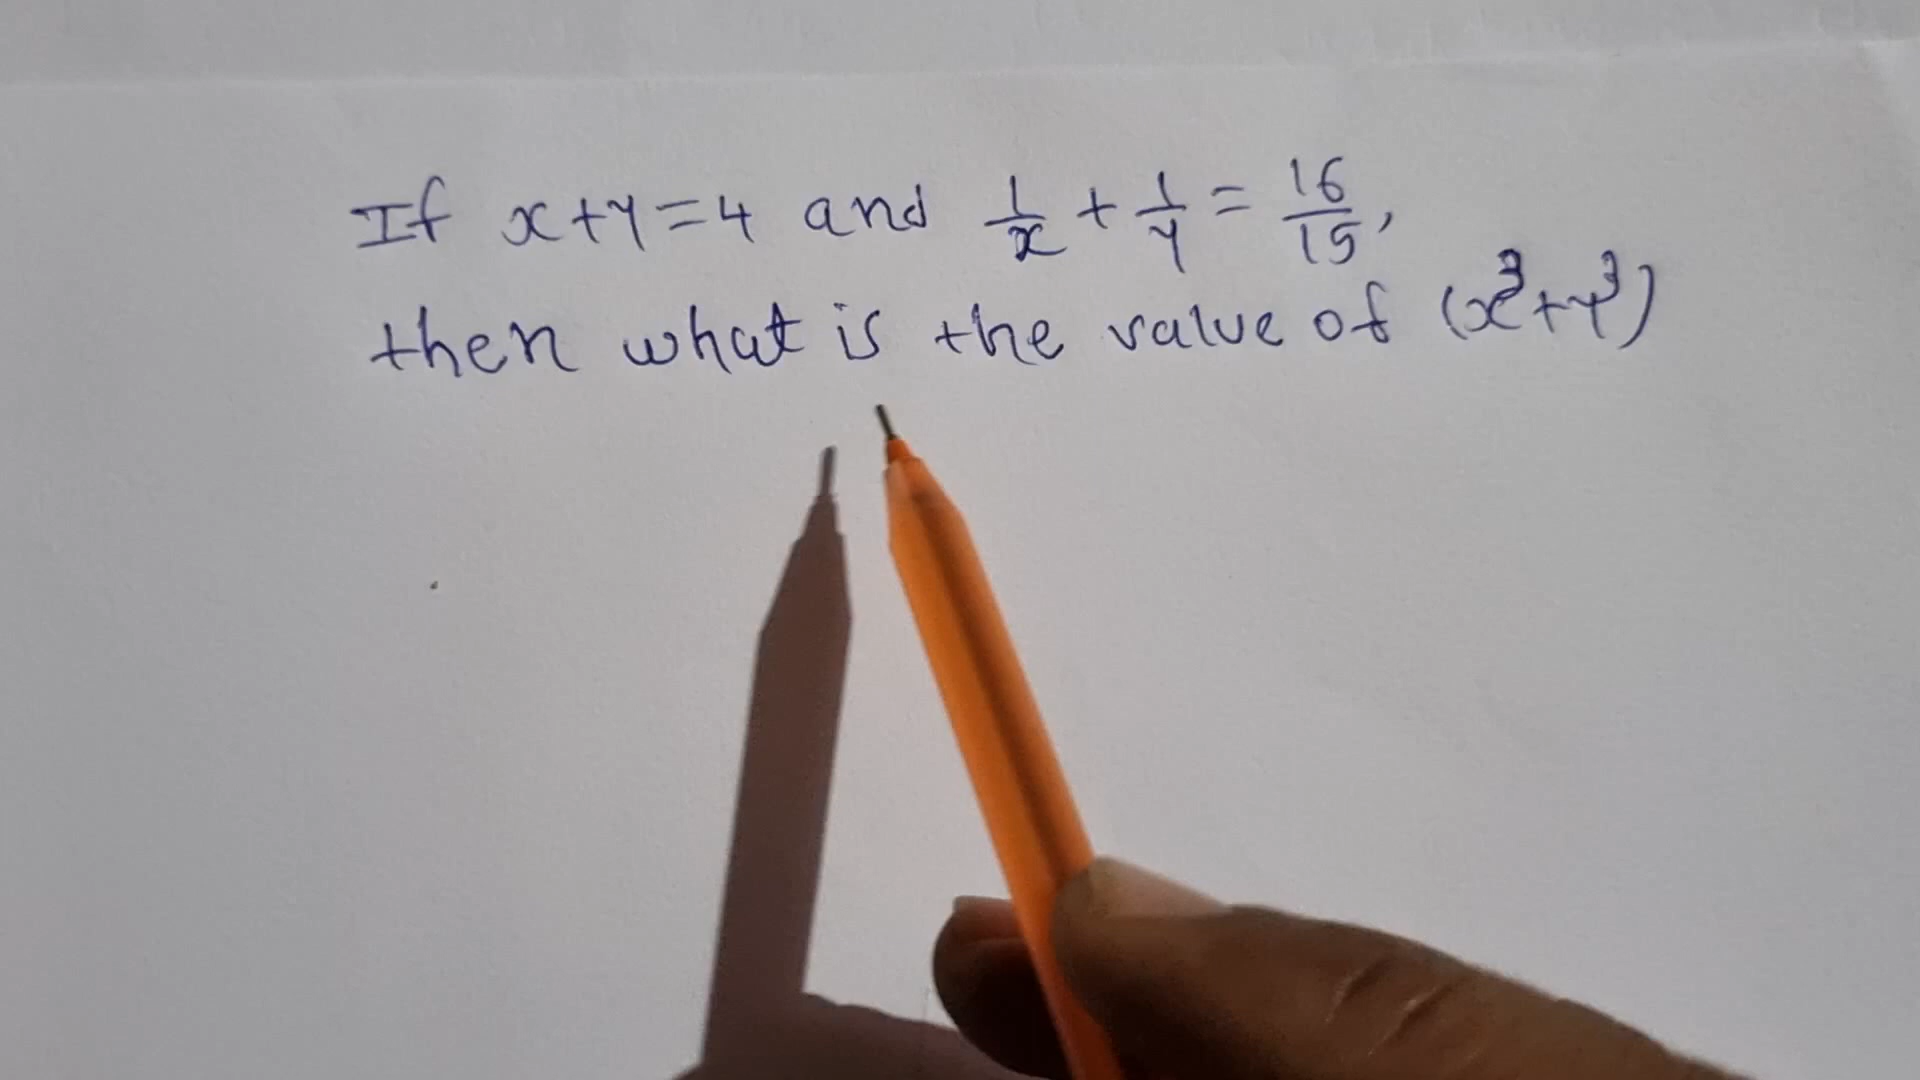 If x+y=4 and 1/x + 1/y = 16/15,
then what is the value of (x³+y³)